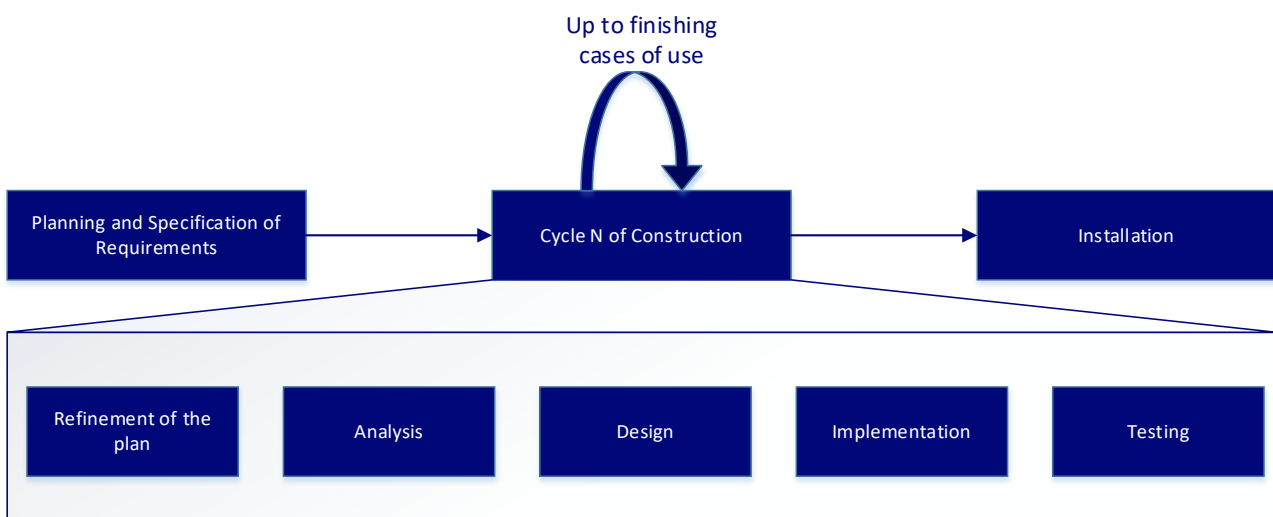 Up to finishing
cases of use
Planning and Specification of
Requirements
Cycle N of Construction
Installation
Refinement of the
plan
Analysis
Design
Implementation
Testing